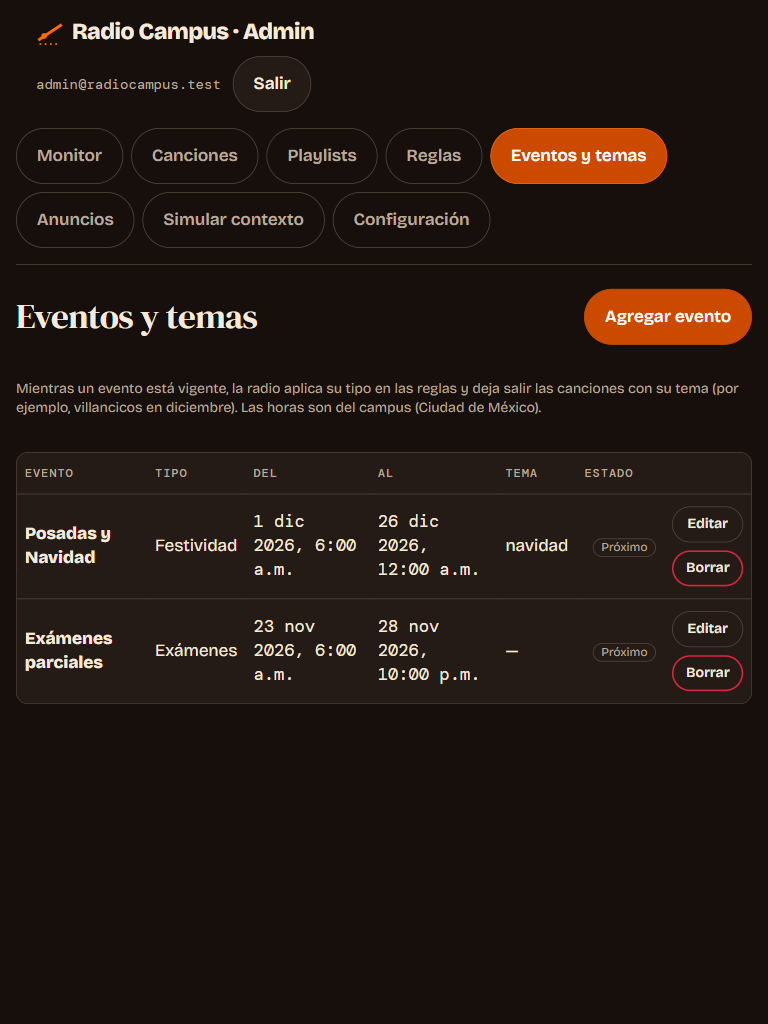 Radio Campus · Admin
admin@radiocampus.test
Salir
Monitor
Canciones
Playlists
Reglas
Eventos y temas
Anuncios
Simular contexto
Configuración
Eventos y temas
Agregar evento
Mientras un evento está vigente, la radio aplica su tipo en las reglas y deja salir las canciones con su tema (por
ejemplo, villancicos en diciembre). Las horas son del campus (Ciudad de México).
EVENTO TIPO DEL AL TEMA ESTADO
Posadas y
Navidad
Festividad
1 dic
2026, 6:00
a.m.
26 dic
2026,
12:00 a.m.
navidad
Próximo
Editar
Borrar
Exámenes
parciales
Exámenes
23 nov
2026, 6:00
a.m.
28 nov
2026,
10:00 p.m.
—
Próximo
Editar
Borrar